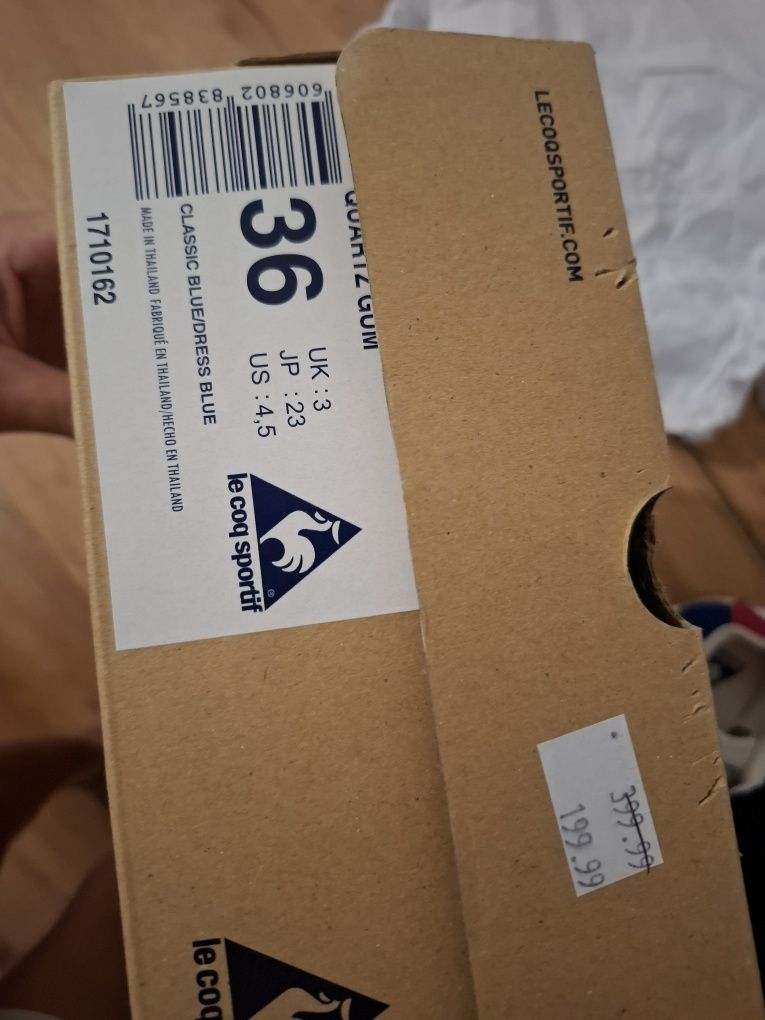 LECOQSPORTIF.COM
QUARTZ GUM
606802 838567
36
UK :3
JP :23
US :4,5
CLASSIC BLUE/DRESS BLUE
MADE IN THAILAND FABRIQUÉ EN THAILAND/HECHO EN THAILAND
1710162
le coq sportif
®
399.99
199.99
le coq